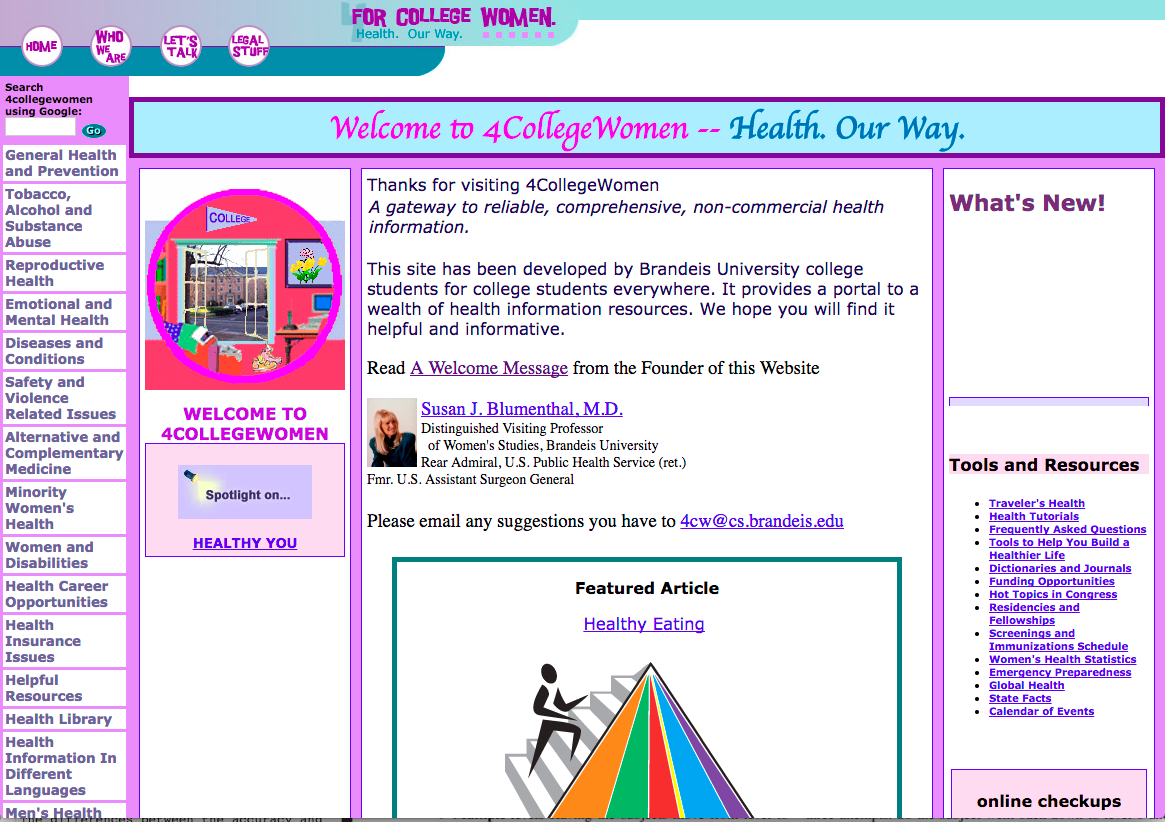 FOR COLLEGE WOMEN.
Health. Our Way.
HOME
WHO
WE
ARE
LET'S
TALK
LEGAL
STUFF
Search
4collegewomen
using Google:
Go
General Health
and Prevention
Tobacco,
Alcohol and
Substance
Abuse
Reproductive
Health
Emotional and
Mental Health
Diseases and
Conditions
Safety and
Violence
Related Issues
Alternative and
Complementary
Medicine
Minority
Women's
Health
Women and
Disabilities
Health Career
Opportunities
Health
Insurance
Issues
Helpful
Resources
Health Library
Health
Information In
Different
Languages
Men's Health
Welcome to 4CollegeWomen -- Health. Our Way.
COLLEGE
WELCOME TO
4COLLEGEWOMEN
Spotlight on...
HEALTHY YOU
Thanks for visiting 4CollegeWomen
A gateway to reliable, comprehensive, non-commercial health
information.
This site has been developed by Brandeis University college
students for college students everywhere. It provides a portal to a
wealth of health information resources. We hope you will find it
helpful and informative.
Read A Welcome Message from the Founder of this Website
Susan J. Blumenthal, M.D.
Distinguished Visiting Professor
of Women's Studies, Brandeis University
Rear Admiral, U.S. Public Health Service (ret.)
Fmr. U.S. Assistant Surgeon General
Please email any suggestions you have to 4cw@cs.brandeis.edu
Featured Article
Healthy Eating
What's New!
Tools and Resources
Traveler's Health
Health Tutorials
Frequently Asked Questions
Tools to Help You Build a
Healthier Life
Dictionaries and Journals
Funding Opportunities
Hot Topics in Congress
Residencies and
Fellowships
Screenings and
Immunizations Schedule
Women's Health Statistics
Emergency Preparedness
Global Health
State Facts
Calendar of Events
online checkups